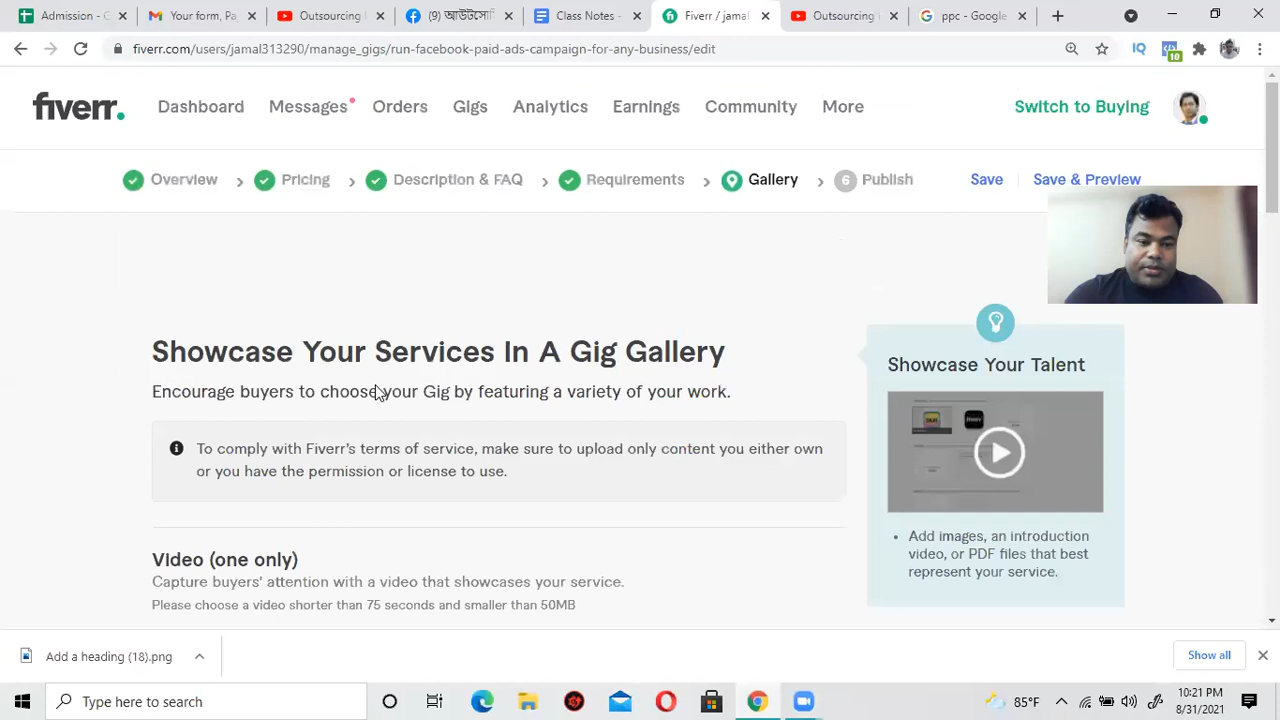 Admission - G
Your form, Pa
Outsourcing
(9) আউটসো
Class Notes -
Fiverr / jamal
Outsourcing
ppc - Google
fiverr.com/users/jamal313290/manage_gigs/run-facebook-paid-ads-campaign-for-any-business/edit
IQ
10
fiverr.
Dashboard
Messages
Orders
Gigs
Analytics
Earnings
Community
More
Switch to Buying
Overview
Pricing
Description & FAQ
Requirements
Gallery
6 Publish
Save
Save & Preview
Showcase Your Services In A Gig Gallery
Encourage buyers to choose your Gig by featuring a variety of your work.
To comply with Fiverr's terms of service, make sure to upload only content you either own
or you have the permission or license to use.
Video (one only)
Capture buyers' attention with a video that showcases your service.
Please choose a video shorter than 75 seconds and smaller than 50MB
Showcase Your Talent
Add images, an introduction
video, or PDF files that best
represent your service.
Add a heading (18).png
Show all
Type here to search
85°F
10:21 PM
8/31/2021